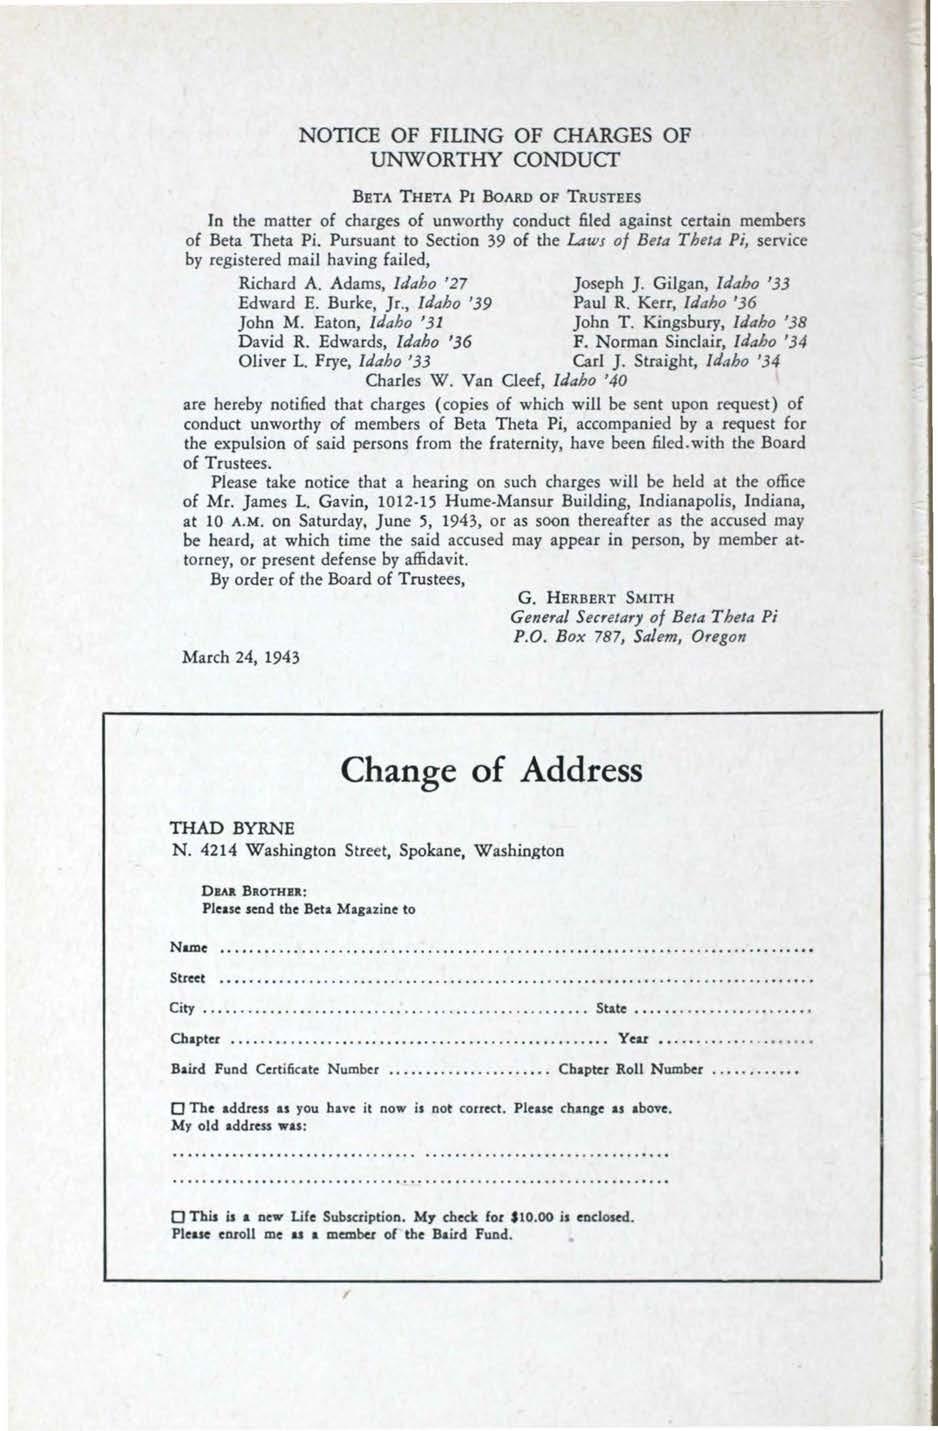 NOTICE OF FILING OF CHARGES OF
UNWORTHY CONDUCT
BETA THETA PI BOARD OF TRUSTEES
In the matter of charges of unworthy conduct filed against certain members
of Beta Theta Pi. Pursuant to Section 39 of the Laws of Beta Theta Pi, service
by registered mail having failed,
Richard A. Adams, Idaho '27 Joseph J. Gilgan, Idaho '33
Edward E. Burke, Jr., Idaho '39 Paul R. Kerr, Idaho '36
John M. Eaton, Idaho '31 John T. Kingsbury, Idaho '38
David R. Edwards, Idaho '36 F. Norman Sinclair, Idaho '34
Oliver L. Frye, Idaho '33 Carl J. Straight, Idaho '34
Charles W. Van Cleef, Idaho '40
are hereby notified that charges (copies of which will be sent upon request) of
conduct unworthy of members of Beta Theta Pi, accompanied by a request for
the expulsion of said persons from the fraternity, have been filed.with the Board
of Trustees.
Please take notice that a hearing on such charges will be held at the office
of Mr. James L. Gavin, 1012-15 Hume-Mansur Building, Indianapolis, Indiana,
at 10 A.M. on Saturday, June 5, 1943, or as soon thereafter as the accused may
be heard, at which time the said accused may appear in person, by member at-
torney, or present defense by affidavit.
By order of the Board of Trustees,
G. HERBERT SMITH
General Secretary of Beta Theta Pi
P.O. Box 787, Salem, Oregon
March 24, 1943
Change of Address
THAD BYRNE
N. 4214 Washington Street, Spokane, Washington
DEAR BROTHER:
Please send the Beta Magazine to
Name ................................................................................
Street ................................................................................
City .................................................... State ........................
Chapter ................................................... Year .....................
Baird Fund Certificate Number ...................... Chapter Roll Number ............
☐ The address as you have it now is not correct. Please change as above.
My old address was:
................................. .................................
...................................................................
☐ This is a new Life Subscription. My check for $10.00 is enclosed.
Please enroll me as a member of the Baird Fund.